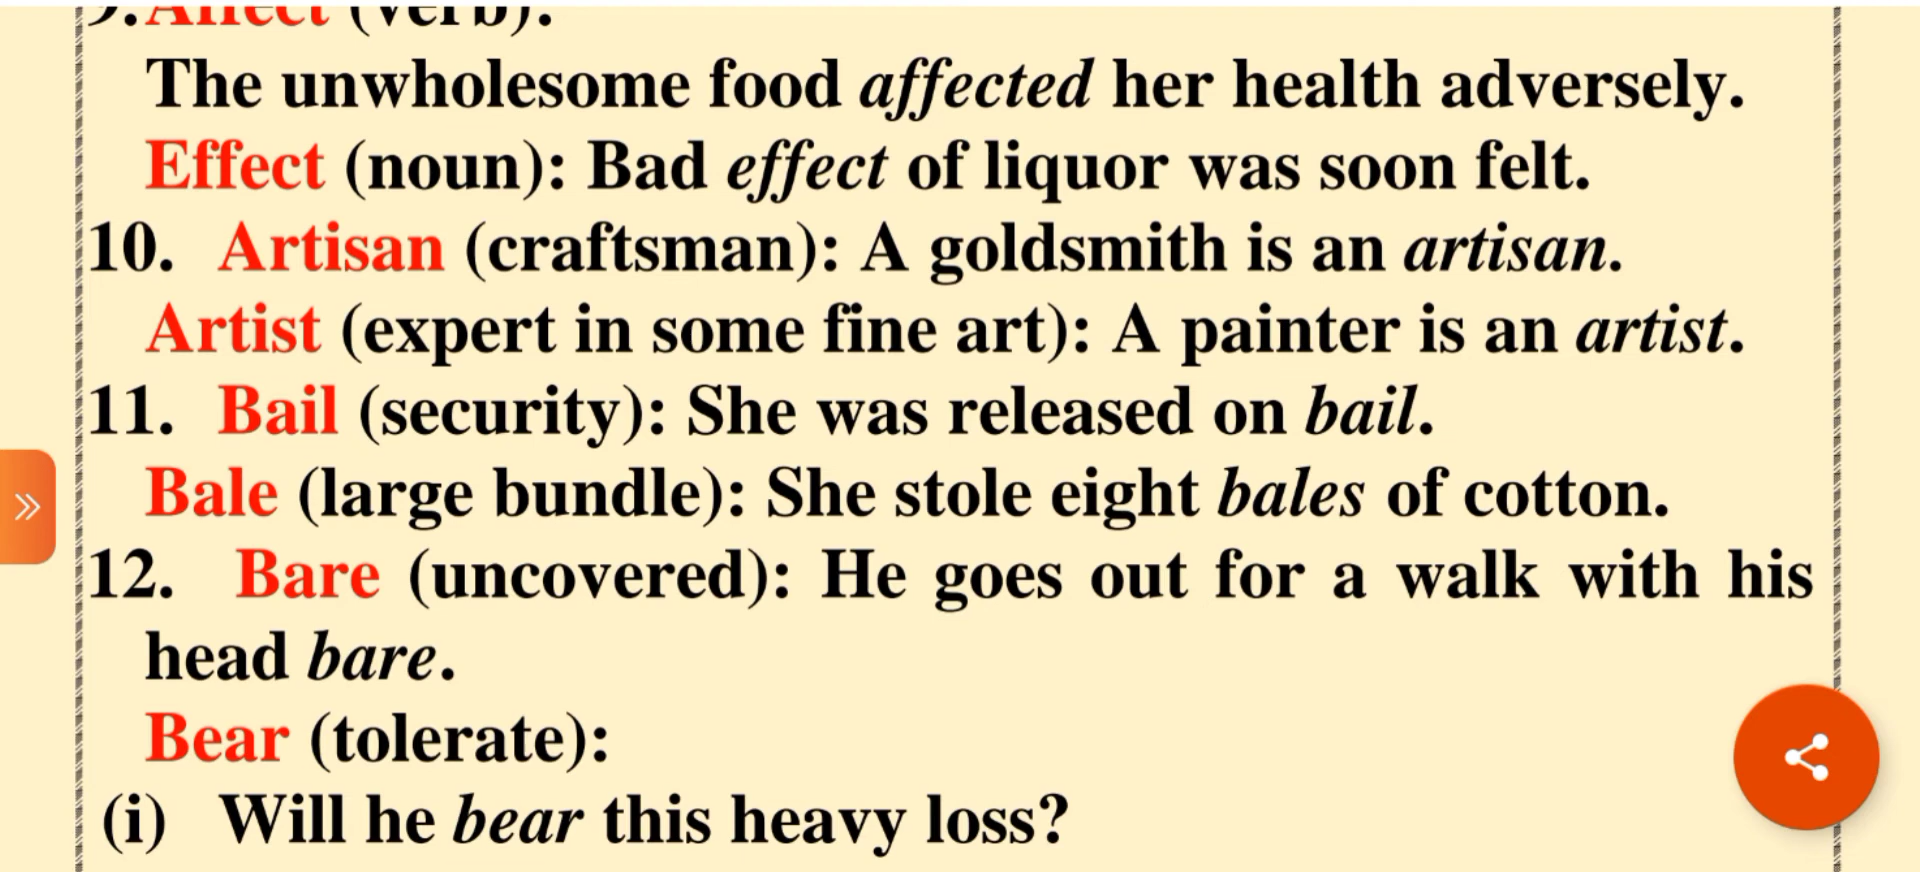 9. Affect (verb):
The unwholesome food affected her health adversely.
Effect (noun): Bad effect of liquor was soon felt.
10. Artisan (craftsman): A goldsmith is an artisan.
Artist (expert in some fine art): A painter is an artist.
11. Bail (security): She was released on bail.
Bale (large bundle): She stole eight bales of cotton.
12. Bare (uncovered): He goes out for a walk with his
head bare.
Bear (tolerate):
(i) Will he bear this heavy loss?